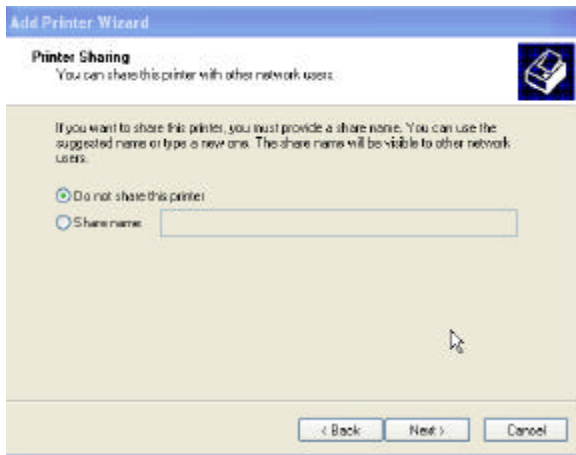 Add Printer Wizard
Printer Sharing
You can share this printer with other network users.
If you want to share this printer, you must provide a share name. You can use the
suggested name or type a new one. The share name will be visible to other network
users.
Do not share this printer
Share name:
< Back
Next >
Cancel